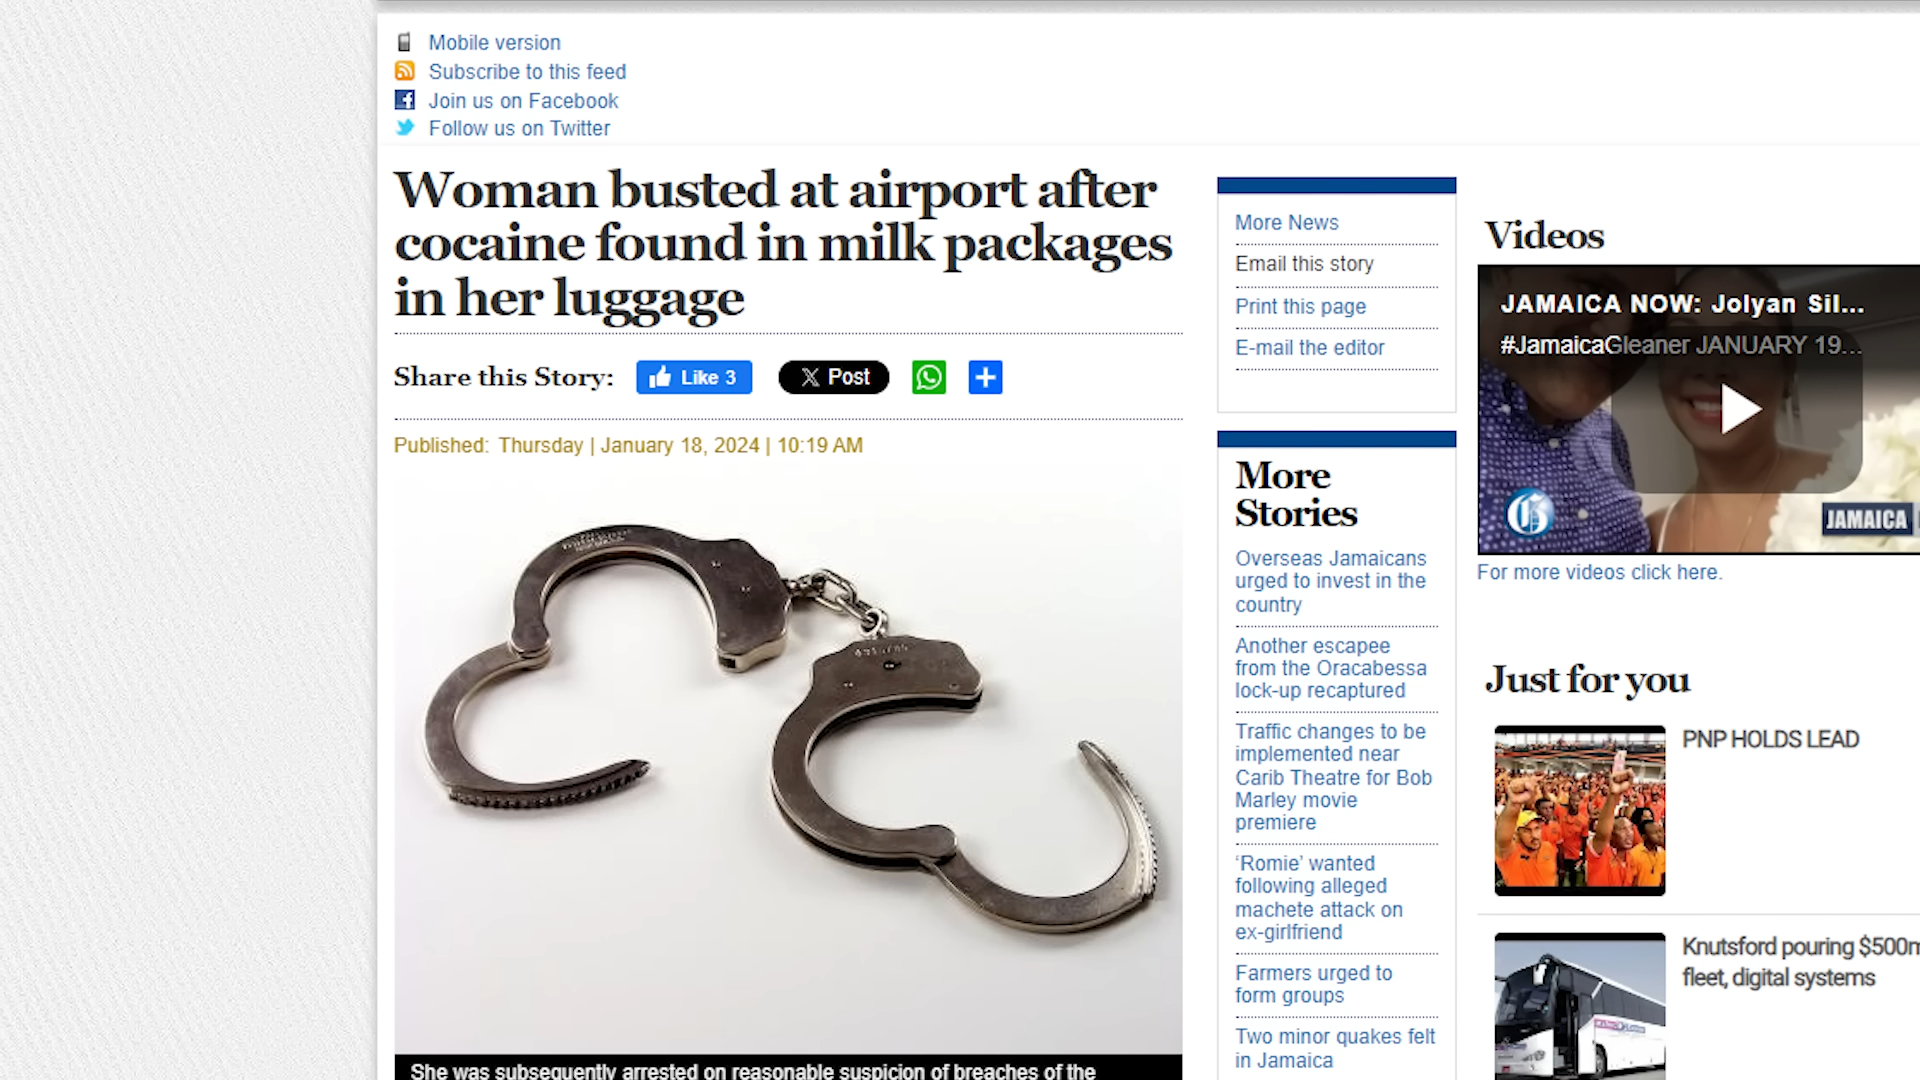 Mobile version
Subscribe to this feed
Join us on Facebook
Follow us on Twitter
Woman busted at airport after
cocaine found in milk packages
in her luggage
Share this Story:
Like 3
Post
Published: Thursday | January 18, 2024 | 10:19 AM
She was subsequently arrested on reasonable suspicion of breaches of the
More News
Email this story
Print this page
E-mail the editor
More
Stories
Overseas Jamaicans
urged to invest in the
country
Another escapee
from the Oracabessa
lock-up recaptured
Traffic changes to be
implemented near
Carib Theatre for Bob
Marley movie
premiere
‘Romie’ wanted
following alleged
machete attack on
ex-girlfriend
Farmers urged to
form groups
Two minor quakes felt
in Jamaica
Videos
JAMAICA NOW: Jolyan Sil...
#JamaicaGleaner JANUARY 19...
G
JAMAICA
For more videos click here.
Just for you
PNP HOLDS LEAD
Knutsford pouring $500m
fleet, digital systems